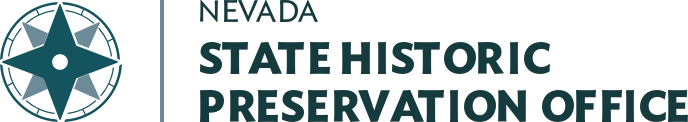 NEVADA
STATE HISTORIC
PRESERVATION OFFICE